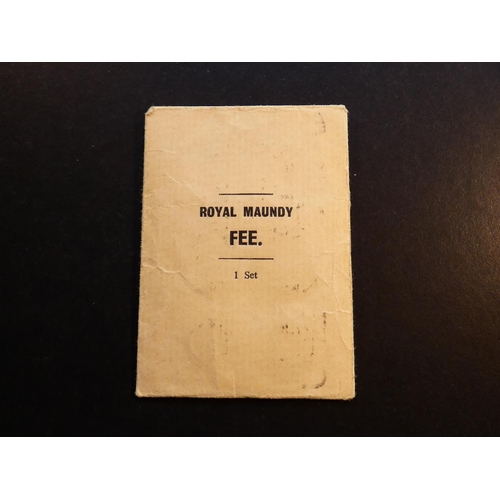 ROYAL MAUNDY
FEE.
1 Set